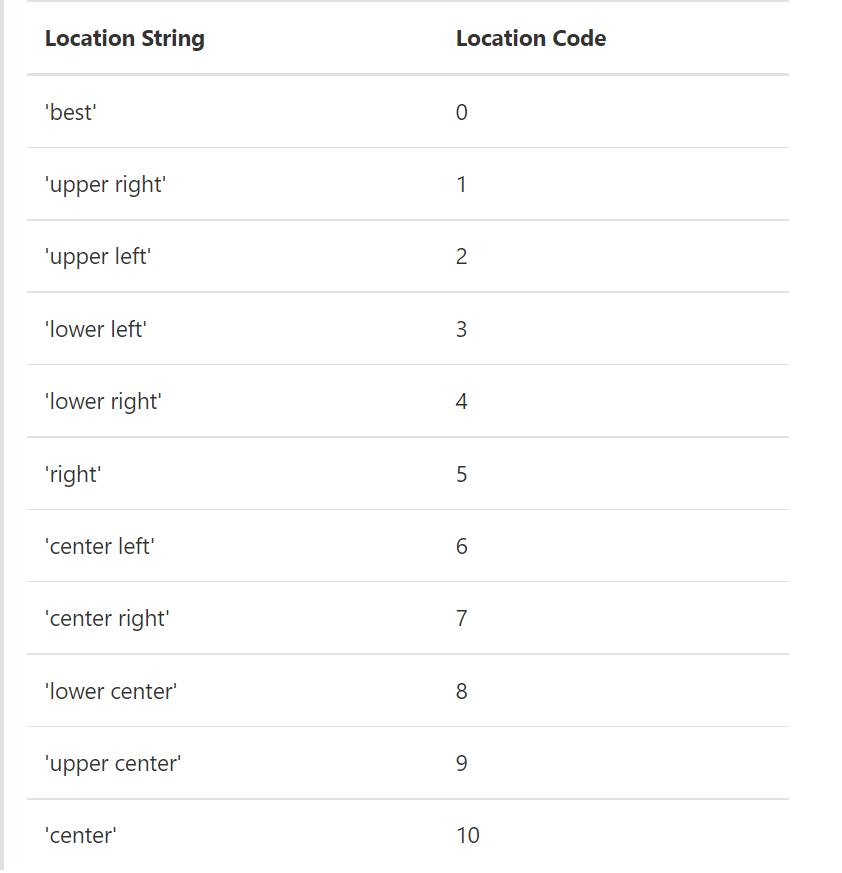 Location String Location Code
'best' 0
'upper right' 1
'upper left' 2
'lower left' 3
'lower right' 4
'right' 5
'center left' 6
'center right' 7
'lower center' 8
'upper center' 9
'center' 10